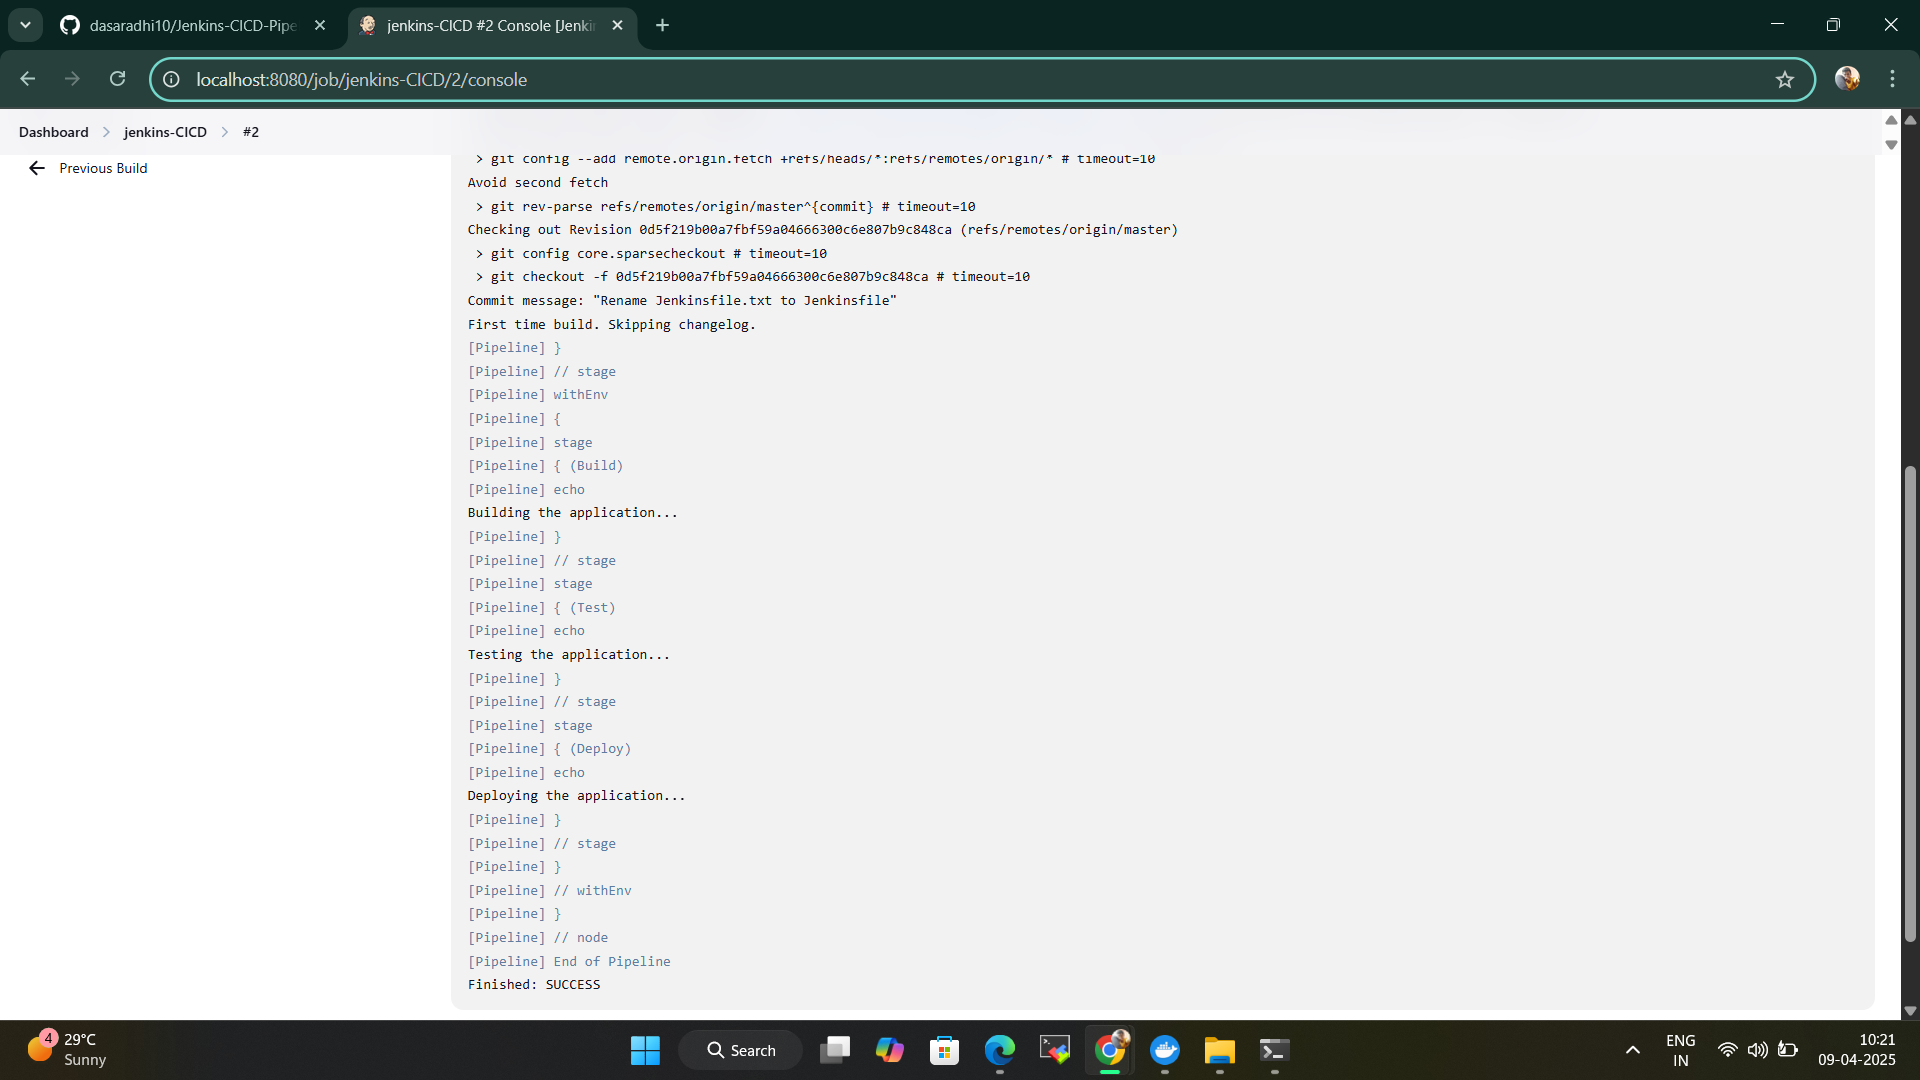 dasaradhi10/Jenkins-CICD-Pipe
jenkins-CICD #2 Console [Jenki
localhost:8080/job/jenkins-CICD/2/console
Dashboard > jenkins-CICD > #2
Previous Build
> git config --add remote.origin.fetch +refs/heads/*:refs/remotes/origin/* # timeout=10
Avoid second fetch
> git rev-parse refs/remotes/origin/master^{commit} # timeout=10
Checking out Revision 0d5f219b00a7fbf59a04666300c6e807b9c848ca (refs/remotes/origin/master)
> git config core.sparsecheckout # timeout=10
> git checkout -f 0d5f219b00a7fbf59a04666300c6e807b9c848ca # timeout=10
Commit message: "Rename Jenkinsfile.txt to Jenkinsfile"
First time build. Skipping changelog.
[Pipeline] }
[Pipeline] // stage
[Pipeline] withEnv
[Pipeline] {
[Pipeline] stage
[Pipeline] { (Build)
[Pipeline] echo
Building the application...
[Pipeline] }
[Pipeline] // stage
[Pipeline] stage
[Pipeline] { (Test)
[Pipeline] echo
Testing the application...
[Pipeline] }
[Pipeline] // stage
[Pipeline] stage
[Pipeline] { (Deploy)
[Pipeline] echo
Deploying the application...
[Pipeline] }
[Pipeline] // stage
[Pipeline] }
[Pipeline] // withEnv
[Pipeline] }
[Pipeline] // node
[Pipeline] End of Pipeline
Finished: SUCCESS
4
29°C
Sunny
Search
ENG
IN
10:21
09-04-2025